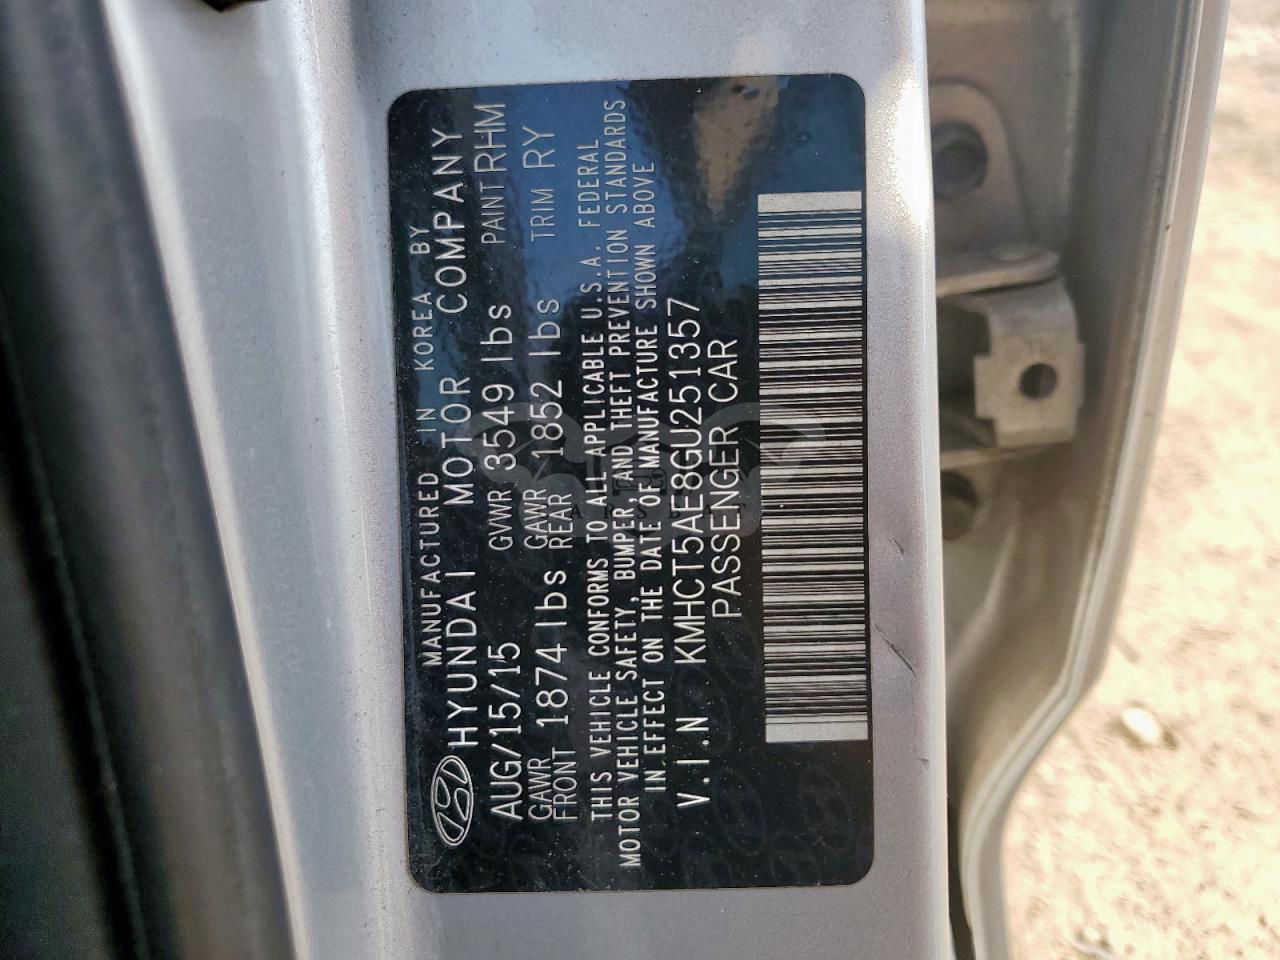 MANUFACTURED IN KOREA BY
HYUNDAI MOTOR COMPANY
AUG/15/15 GVWR 3549 lbs PAINT RHM
GAWR FRONT 1874 lbs GAWR REAR 1852 lbs TRIM RY
THIS VEHICLE CONFORMS TO ALL APPLICABLE U.S.A. FEDERAL
MOTOR VEHICLE SAFETY, BUMPER, AND THEFT PREVENTION STANDARDS
IN EFFECT ON THE DATE OF MANUFACTURE SHOWN ABOVE
V.I.N KMHCT5AE8GU251357
PASSENGER CAR